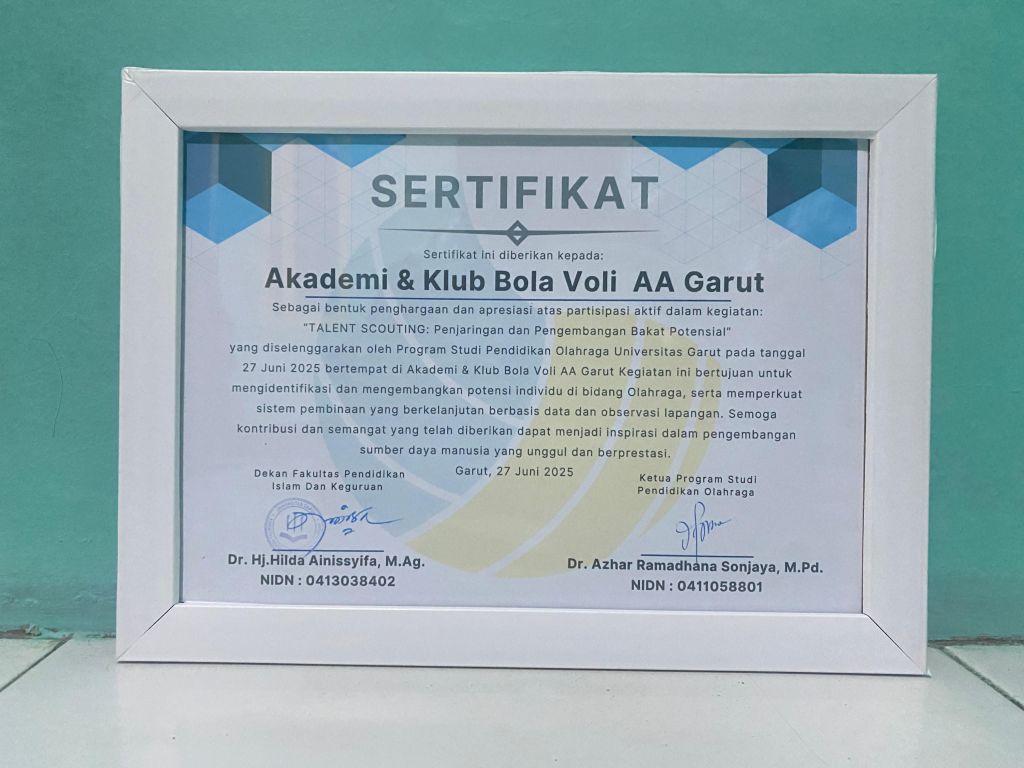 SERTIFIKAT
Sertifikat ini diberikan kepada:
Akademi & Klub Bola Voli AA Garut
Sebagai bentuk penghargaan dan apresiasi atas partisipasi aktif dalam kegiatan:
"TALENT SCOUTING: Penjaringan dan Pengembangan Bakat Potensial"
yang diselenggarakan oleh Program Studi Pendidikan Olahraga Universitas Garut pada tanggal
27 Juni 2025 bertempat di Akademi & Klub Bola Voli AA Garut Kegiatan ini bertujuan untuk
mengidentifikasi dan mengembangkan potensi individu di bidang Olahraga, serta memperkuat
sistem pembinaan yang berkelanjutan berbasis data dan observasi lapangan. Semoga
kontribusi dan semangat yang telah diberikan dapat menjadi inspirasi dalam pengembangan
sumber daya manusia yang unggul dan berprestasi.
Garut, 27 Juni 2025
Dekan Fakultas Pendidikan
Islam Dan Keguruan
Dr. Hj.Hilda Ainissyifa, M.Ag.
NIDN : 0413038402
Ketua Program Studi
Pendidikan Olahraga
Dr. Azhar Ramadhana Sonjaya, M.Pd.
NIDN : 0411058801